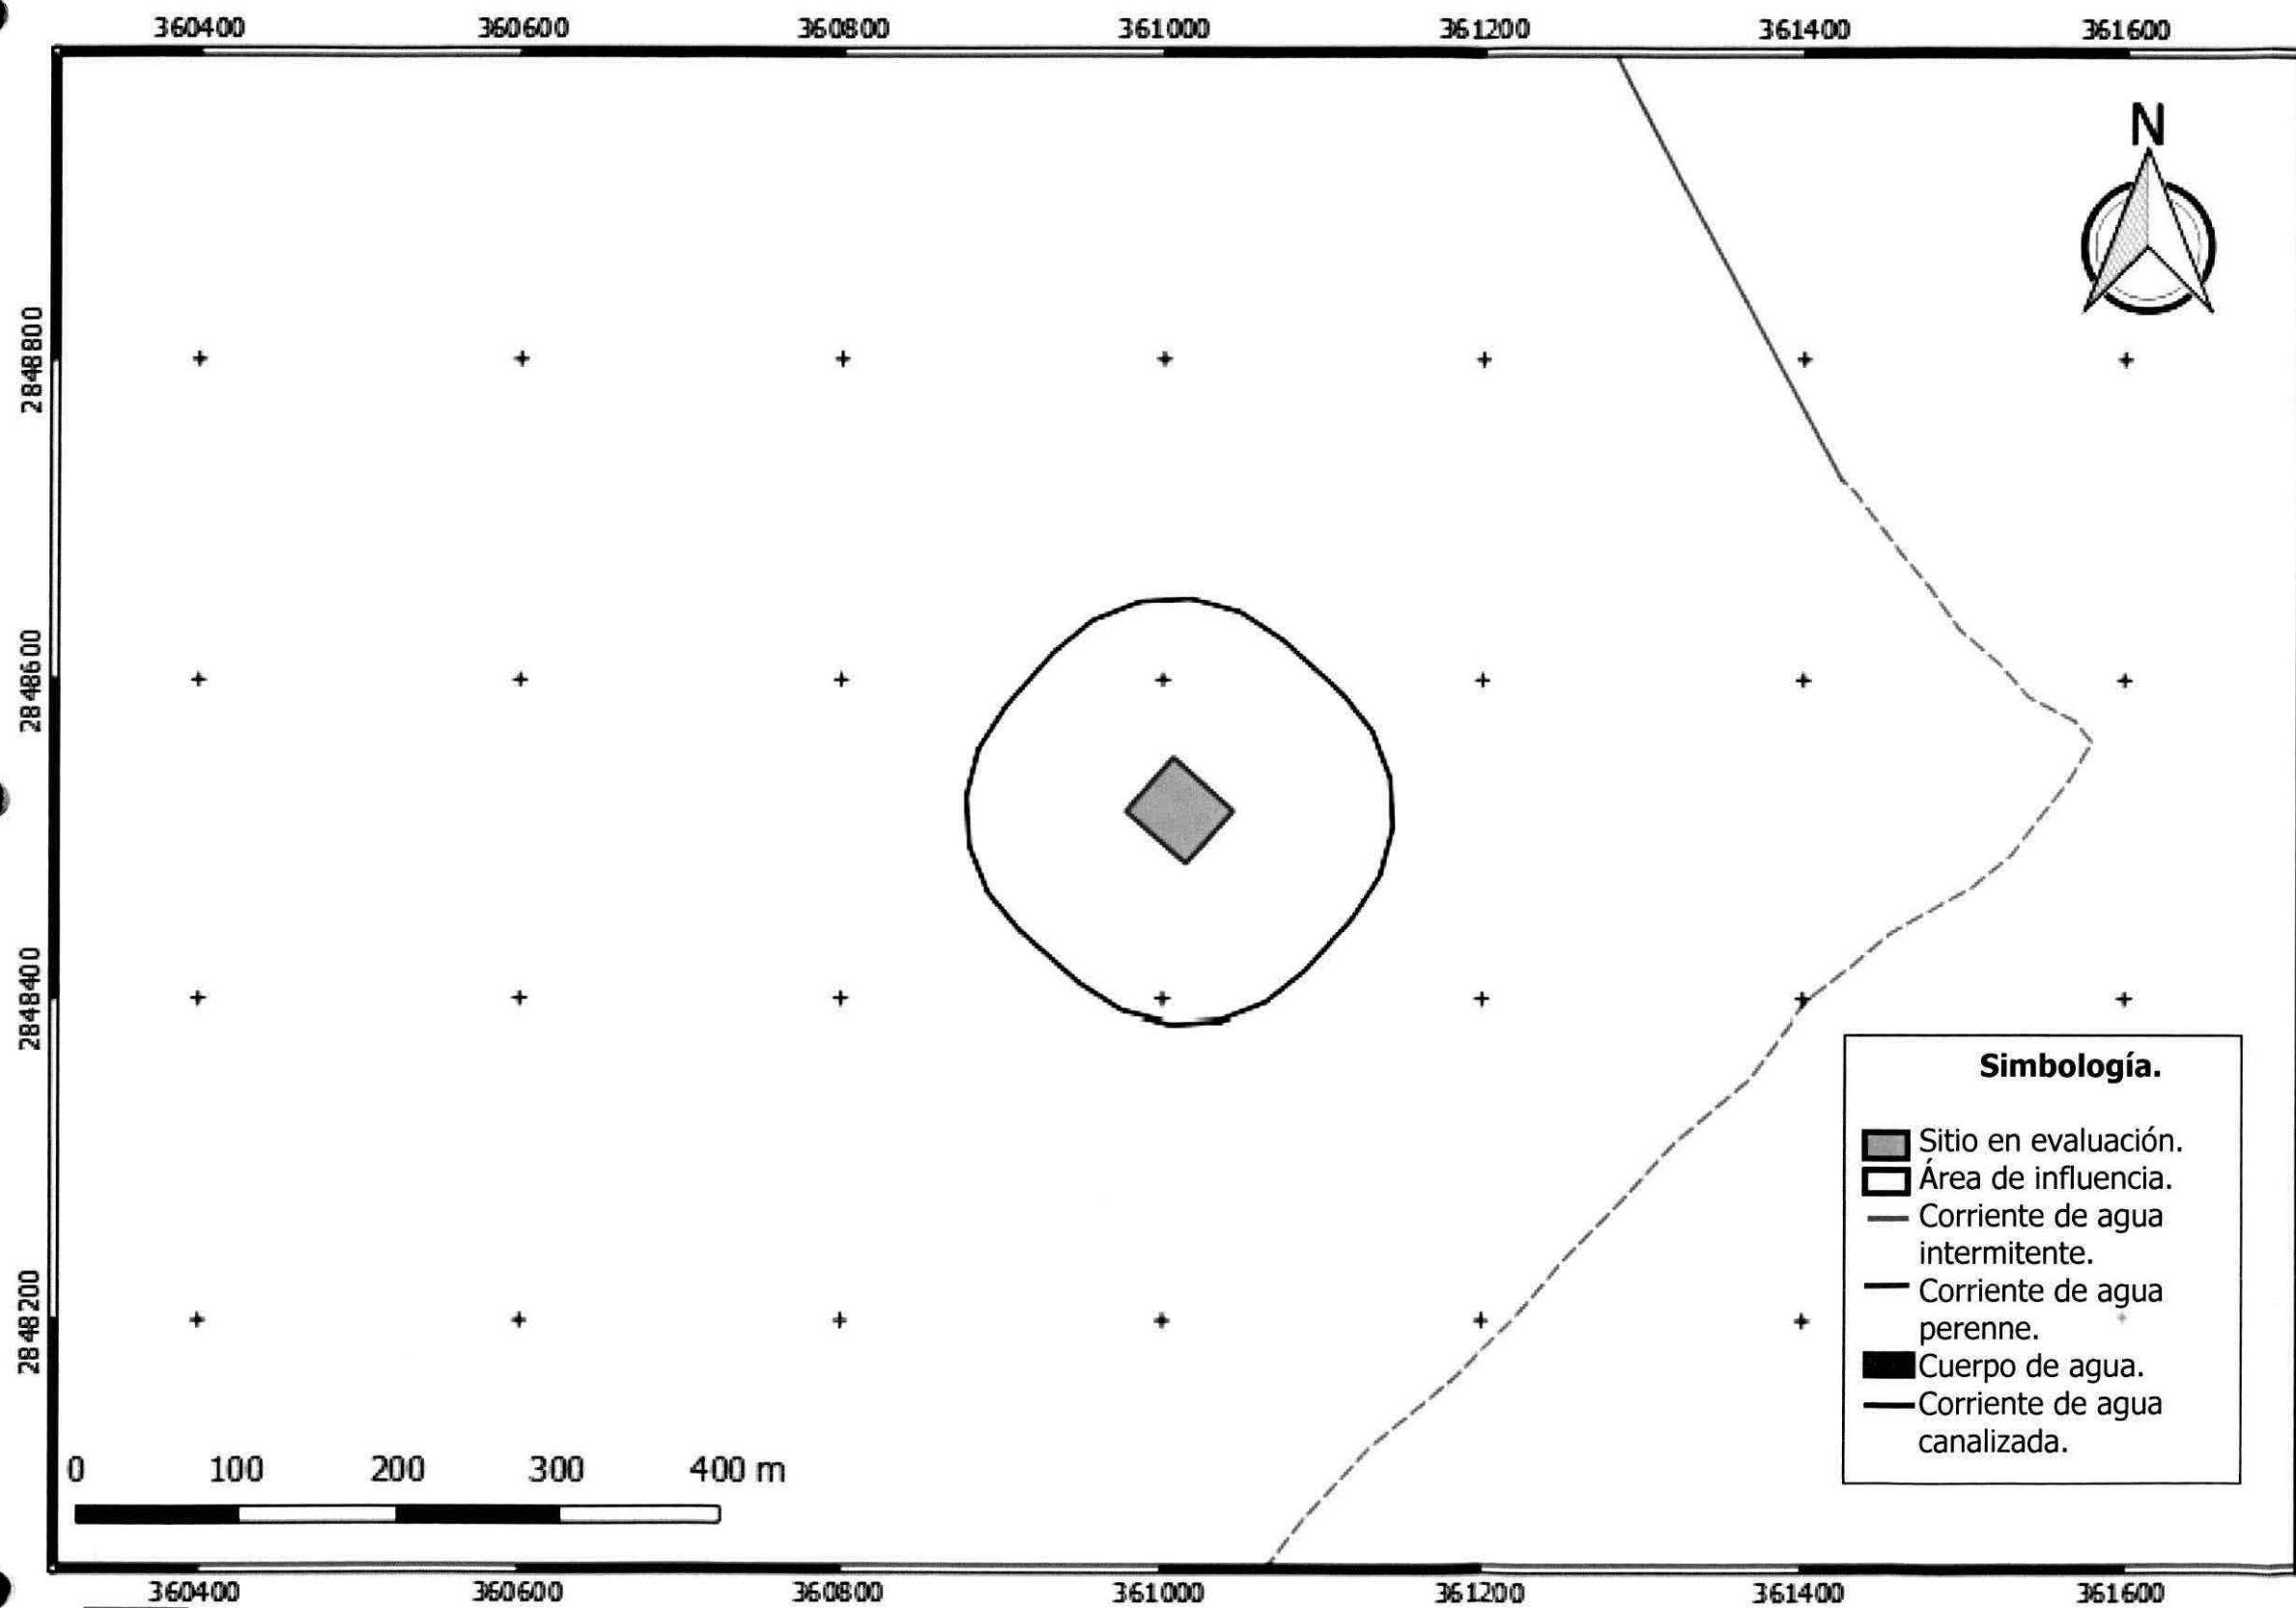 360400 360600 360800 361000 361200 361400 361600
N
2848800
2848600
2848400
2848200
Simbología.
Sitio en evaluación.
Área de influencia.
Corriente de agua
intermitente.
Corriente de agua
perenne.
Cuerpo de agua.
Corriente de agua
canalizada.
0 100 200 300 400 m
360400 360600 360800 361000 361200 361400 361600